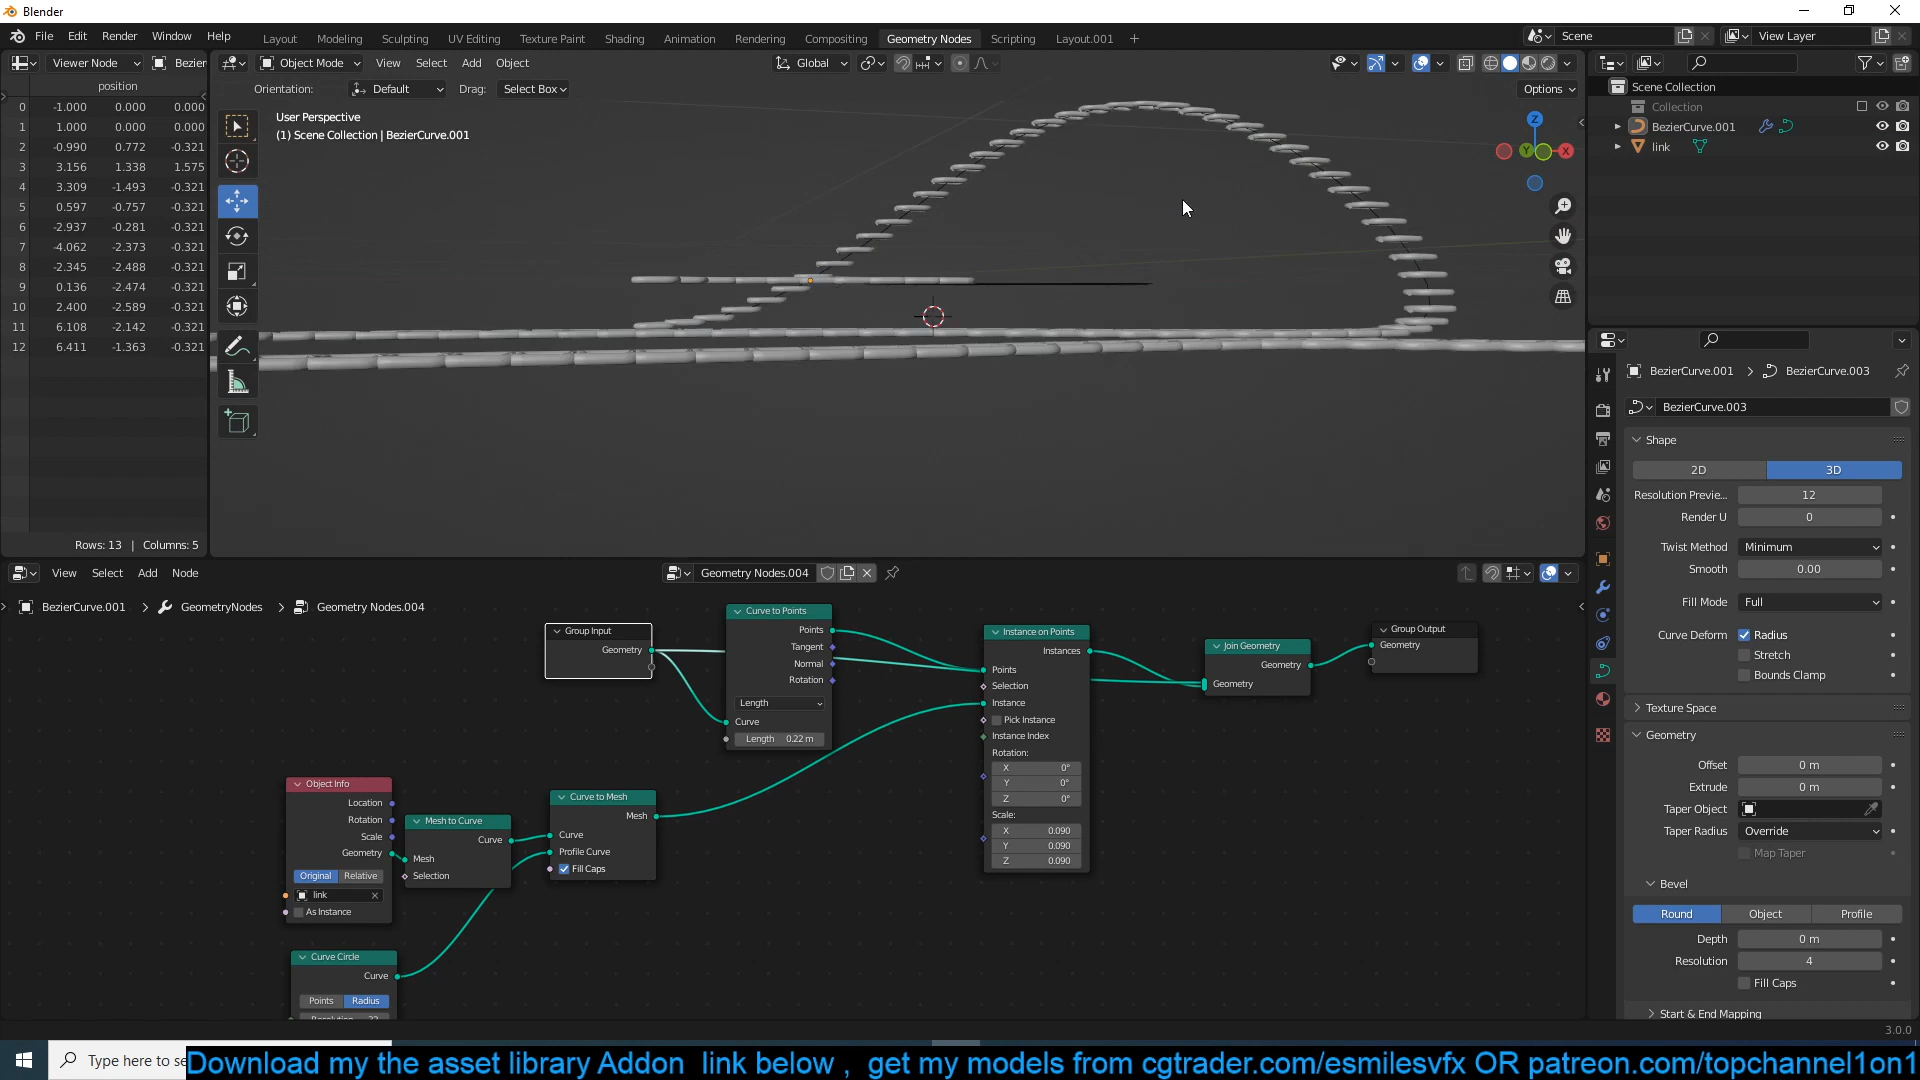 Blender
File Edit Render Window Help Layout Modeling Sculpting UV Editing Texture Paint Shading Animation Rendering Compositing Geometry Nodes Scripting Layout.001 + Scene View Layer
Viewer Node Bezier Object Mode View Select Add Object Global
position
Orientation: Default Drag: Select Box Options
0 -1.000 0.000 0.000
1 1.000 0.000 0.000
2 -0.990 0.772 -0.321
3 3.156 1.338 1.575
4 3.309 -1.493 -0.321
5 0.597 -0.757 -0.321
6 -2.937 -0.281 -0.321
7 -4.062 -2.373 -0.321
8 -2.345 -2.488 -0.321
9 0.136 -2.474 -0.321
10 2.400 -2.589 -0.321
11 6.108 -2.142 -0.321
12 6.411 -1.363 -0.321
Rows: 13 | Columns: 5
User Perspective
(1) Scene Collection | BezierCurve.001
Z
Y
X
Scene Collection
Collection
BezierCurve.001
link
BezierCurve.001 > BezierCurve.003
BezierCurve.003
Shape
2D 3D
Resolution Previe... 12
Render U 0
Twist Method Minimum
Smooth 0.00
Fill Mode Full
Curve Deform Radius
Stretch
Bounds Clamp
Texture Space
Geometry
Offset 0 m
Extrude 0 m
Taper Object
Taper Radius Override
Map Taper
Bevel
Round Object Profile
Depth 0 m
Resolution 4
Fill Caps
Start & End Mapping
3.0.0
View Select Add Node Geometry Nodes.004
BezierCurve.001 > GeometryNodes > Geometry Nodes.004
Group Input
Geometry
Curve to Points
Points
Tangent
Normal
Rotation
Length
Curve
Length 0.22 m
Instance on Points
Instances
Points
Selection
Instance
Pick Instance
Instance Index
Rotation:
X 0°
Y 0°
Z 0°
Scale:
X 0.090
Y 0.090
Z 0.090
Join Geometry
Geometry
Geometry
Group Output
Geometry
Object Info
Location
Rotation
Scale
Geometry
Original Relative
link
As Instance
Mesh to Curve
Curve
Mesh
Selection
Curve to Mesh
Mesh
Curve
Profile Curve
Fill Caps
Curve Circle
Curve
Points Radius
Type here to se
Download my the asset library Addon link below , get my models from cgtrader.com/esmilesvfx OR patreon.com/topchannel1on1